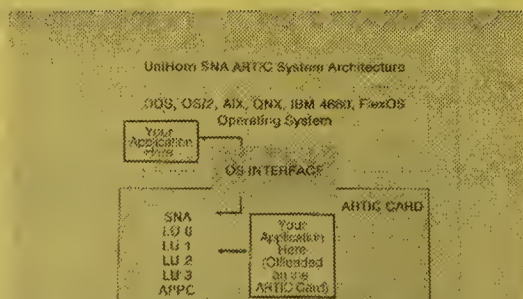 UniHorn SNA ARTIC System Architecture
DOS, OS/2, AIX, QNX, IBM 4680, FlexOS
Operating System
Your
Application
Here
OS INTERFACE
ARTIC CARD
SNA
LU 0
LU 1
LU 2
LU 3
APPC
Your
Application
Here
(Offloaded
on the
ARTIC Card)